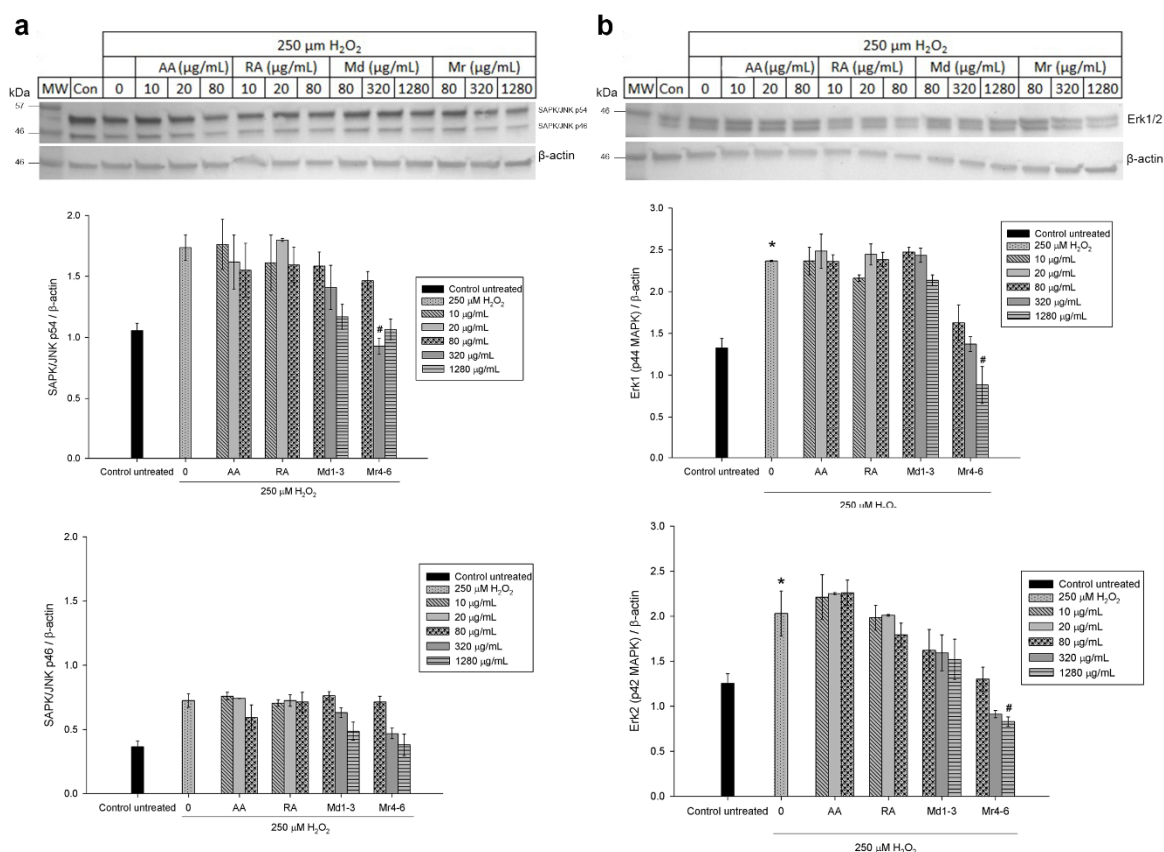 a
250 µm H₂O₂
AA (µg/mL) RA (µg/mL) Md (µg/mL) Mr (µg/mL)
kDa MW Con 0 10 20 80 10 20 80 80 320 1280 80 320 1280
57
SAPK/JNK p54
46
SAPK/JNK p46
46
β-actin
2.0
1.5
1.0
0.5
0.0
SAPK/JNK p54 / β-actin
#
Control untreated
250 µM H₂O₂
10 µg/mL
20 µg/mL
80 µg/mL
320 µg/mL
1280 µg/mL
Control untreated 0 AA RA Md1-3 Mr4-6
250 µM H₂O₂
2.0
1.5
1.0
0.5
0.0
SAPK/JNK p46 / β-actin
Control untreated
250 µM H₂O₂
10 µg/mL
20 µg/mL
80 µg/mL
320 µg/mL
1280 µg/mL
Control untreated 0 AA RA Md1-3 Mr4-6
250 µM H₂O₂
b
250 µm H₂O₂
AA (µg/mL) RA (µg/mL) Md (µg/mL) Mr (µg/mL)
kDa MW Con 0 10 20 80 10 20 80 80 320 1280 80 320 1280
46
Erk1/2
46
β-actin
3.0
2.5
2.0
1.5
1.0
0.5
0.0
Erk1 (p44 MAPK) / β-actin
*
#
Control untreated
250 µM H₂O₂
10 µg/mL
20 µg/mL
80 µg/mL
320 µg/mL
1280 µg/mL
Control untreated 0 AA RA Md1-3 Mr4-6
250 µM H₂O₂
3.0
2.5
2.0
1.5
1.0
0.5
0.0
Erk2 (p42 MAPK) / β-actin
*
#
Control untreated
250 µM H₂O₂
10 µg/mL
20 µg/mL
80 µg/mL
320 µg/mL
1280 µg/mL
Control untreated 0 AA RA Md1-3 Mr4-6
250 µM H₂O₂